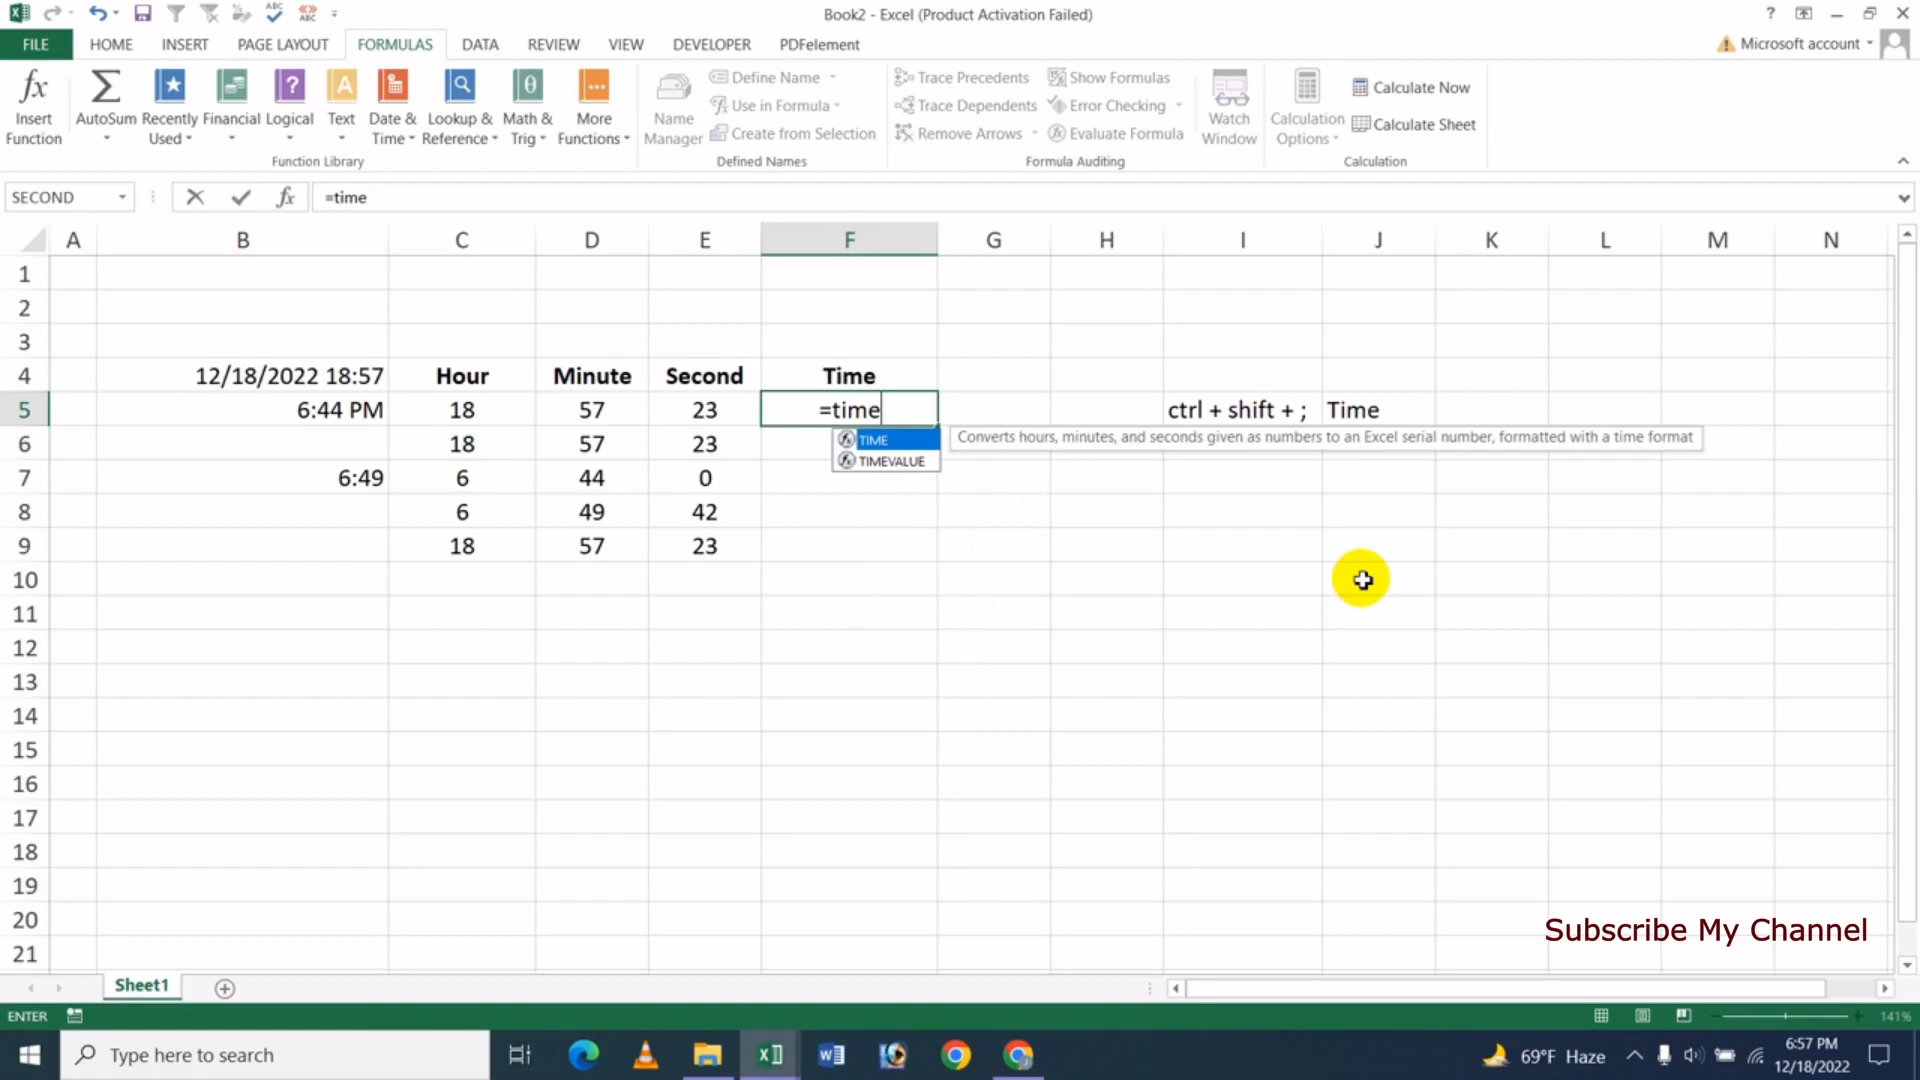 Book2 - Excel (Product Activation Failed)
FILE HOME INSERT PAGE LAYOUT FORMULAS DATA REVIEW VIEW DEVELOPER PDFelement
Microsoft account
Insert Function
AutoSum
Recently Used
Financial
Logical
Text
Date & Time
Lookup & Reference
Math & Trig
More Functions
Function Library
Name Manager
Define Name
Use in Formula
Create from Selection
Defined Names
Trace Precedents
Trace Dependents
Remove Arrows
Show Formulas
Error Checking
Evaluate Formula
Formula Auditing
Watch Window
Calculation Options
Calculate Now
Calculate Sheet
Calculation
SECOND
=time
A B C D E F G H I J K L M N
1
2
3
4 12/18/2022 18:57 Hour Minute Second Time
5 6:44 PM 18 57 23 =time ctrl + shift + ; Time
TIME Converts hours, minutes, and seconds given as numbers to an Excel serial number, formatted with a time format
6 18 57 23
TIMEVALUE
7 6:49 6 44 0
8 6 49 42
9 18 57 23
10
11
12
13
14
15
16
17
18
19
20
Subscribe My Channel
21
Sheet1
ENTER
141%
Type here to search
69°F Haze
6:57 PM
12/18/2022